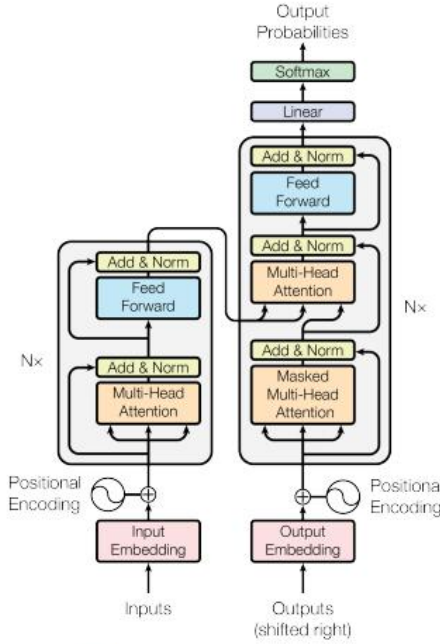 Output
Probabilities
Softmax
Linear
Add & Norm
Feed
Forward
Add & Norm
Multi-Head
Attention
Add & Norm
Masked
Multi-Head
Attention
N×
Positional
Encoding
Output
Embedding
Outputs
(shifted right)
Add & Norm
Feed
Forward
Add & Norm
Multi-Head
Attention
N×
Positional
Encoding
Input
Embedding
Inputs